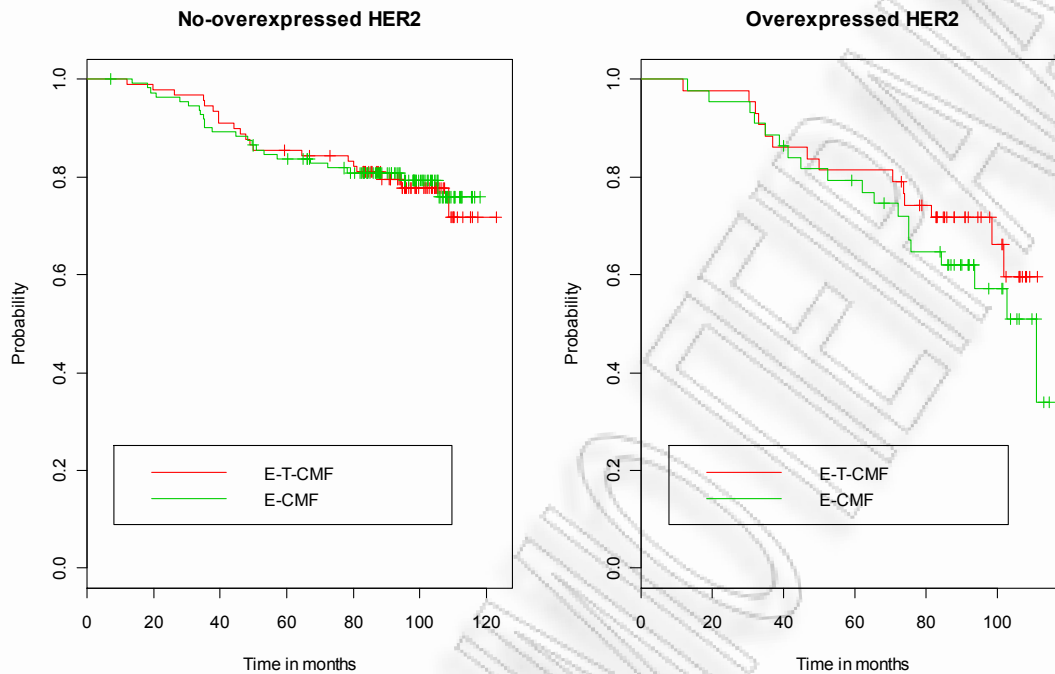 No-overexpressed HER2
Probability
1.0
0.8
0.6
0.4
0.2
0.0
E-T-CMF
E-CMF
0 20 40 60 80 100 120
Time in months
Overexpressed HER2
Probability
1.0
0.8
0.6
0.4
0.2
0.0
E-T-CMF
E-CMF
0 20 40 60 80 100
Time in months